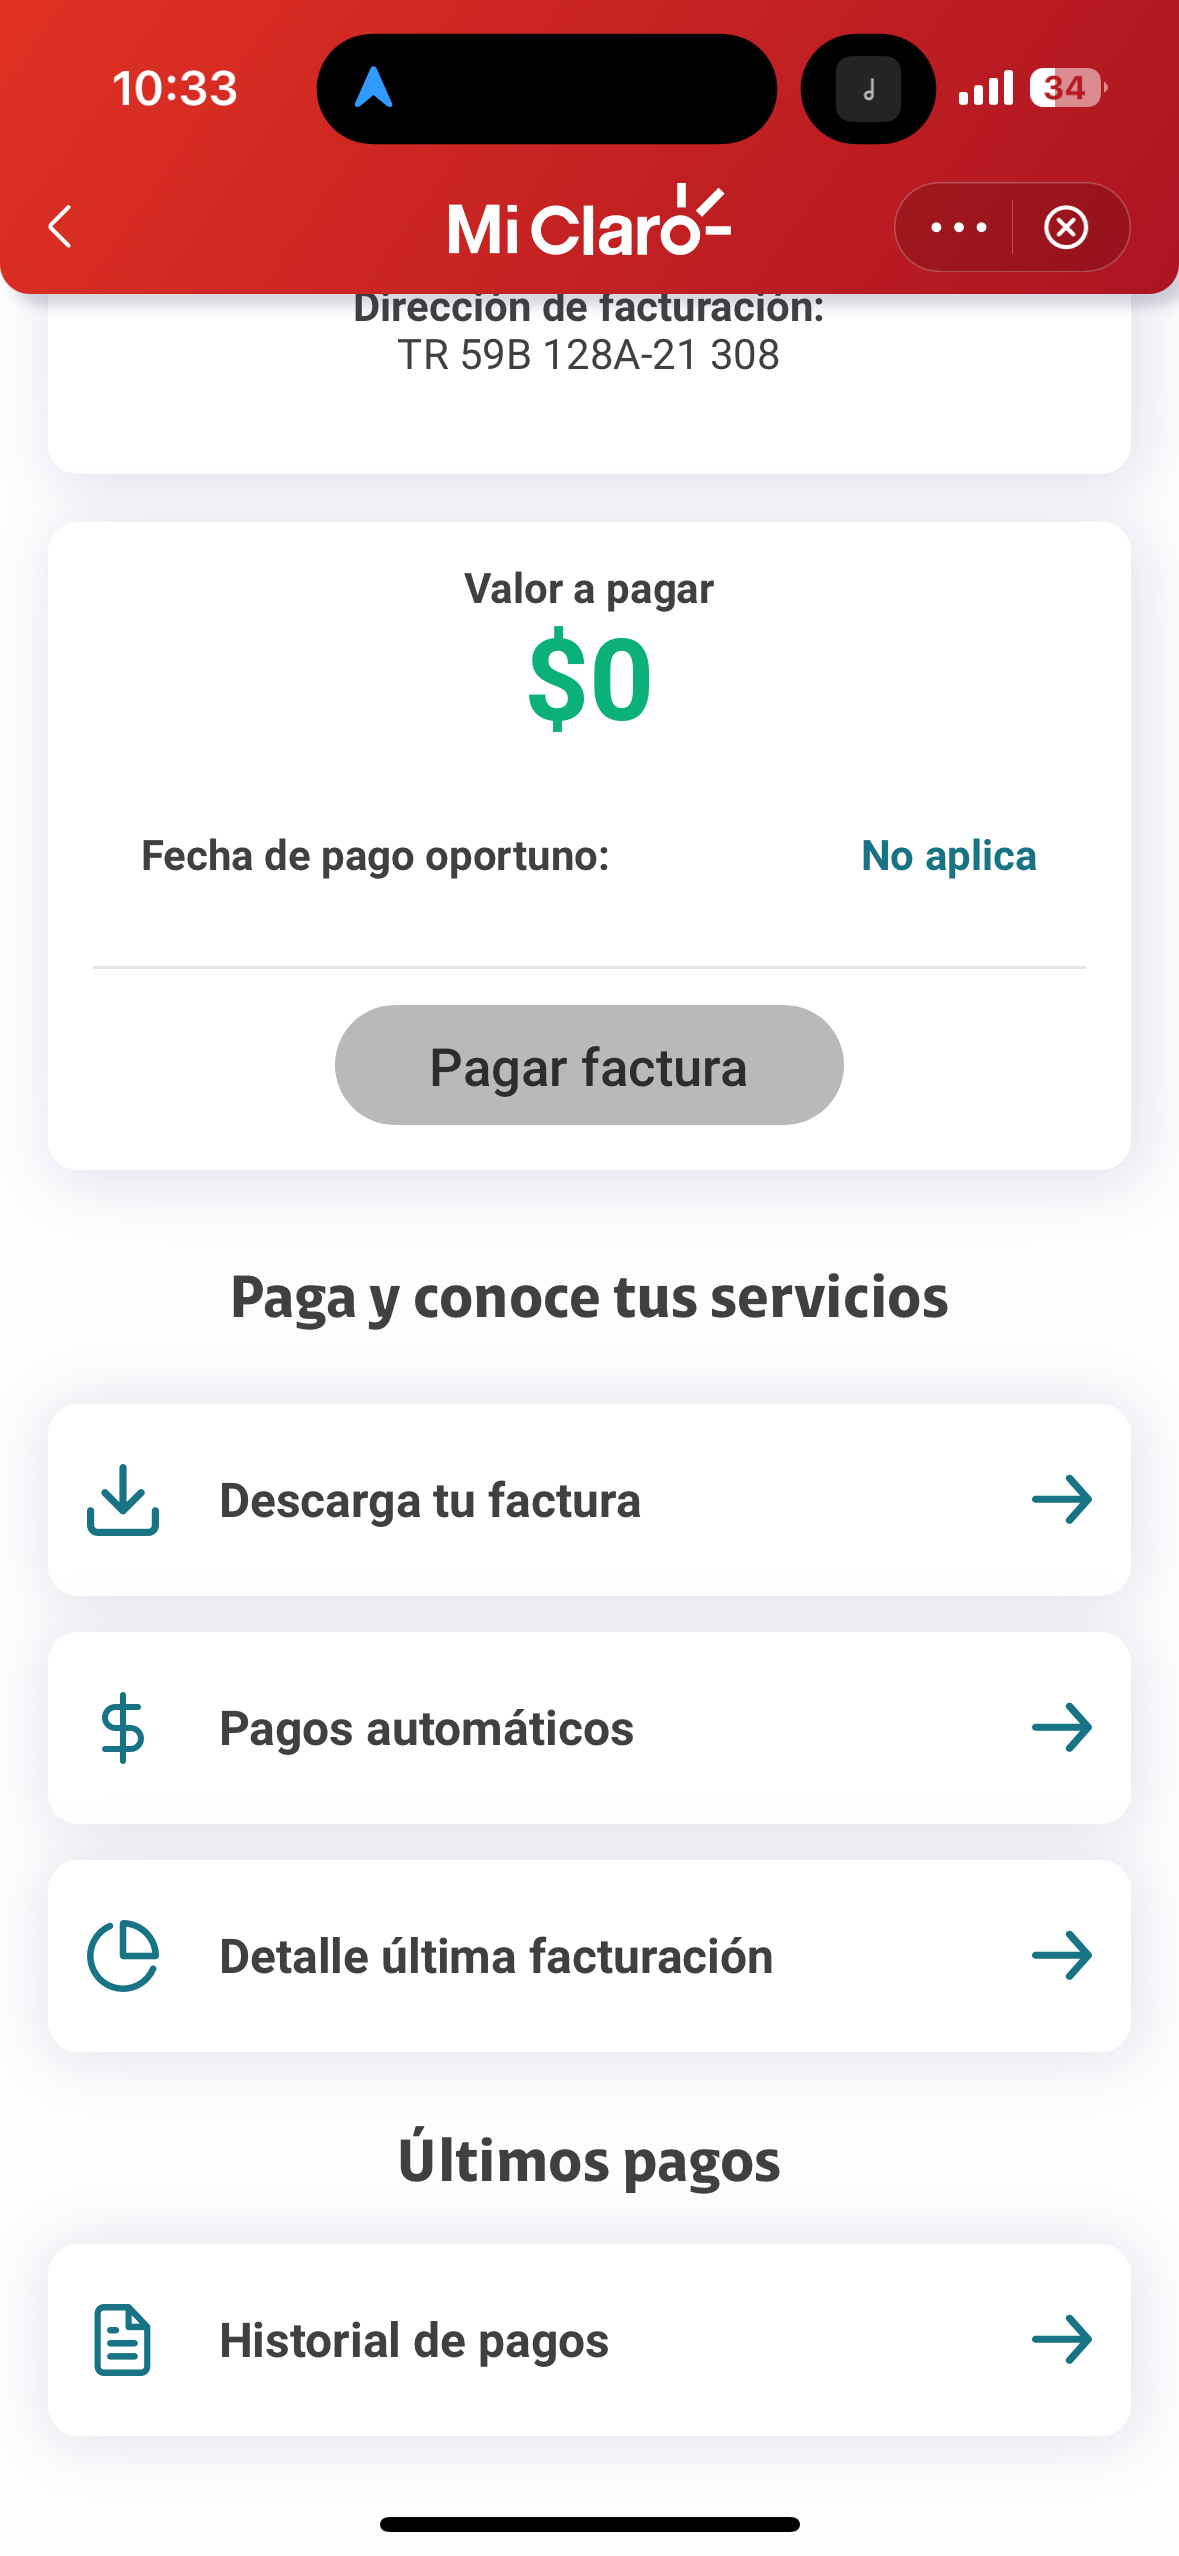 10:33
34
Mi Claro
Dirección de facturación:
TR 59B 128A-21 308
Valor a pagar
$0
Fecha de pago oportuno: No aplica
Pagar factura
Paga y conoce tus servicios
Descarga tu factura
Pagos automáticos
Detalle última facturación
Últimos pagos
Historial de pagos